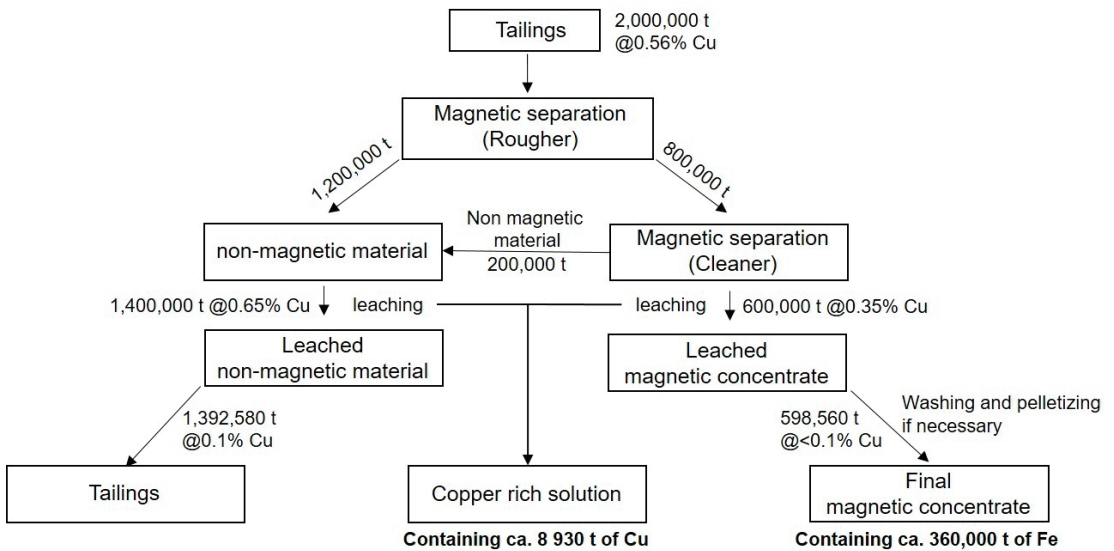 Tailings
2,000,000 t
@0.56% Cu
Magnetic separation
(Rougher)
1,200,000 t
800,000 t
non-magnetic material
Non magnetic
material
200,000 t
Magnetic separation
(Cleaner)
1,400,000 t @0.65% Cu
leaching
leaching
600,000 t @0.35% Cu
Leached
non-magnetic material
Leached
magnetic concentrate
1,392,580 t
@0.1% Cu
598,560 t
@<0.1% Cu
Washing and pelletizing
if necessary
Tailings
Copper rich solution
Final
magnetic concentrate
Containing ca. 8 930 t of Cu
Containing ca. 360,000 t of Fe